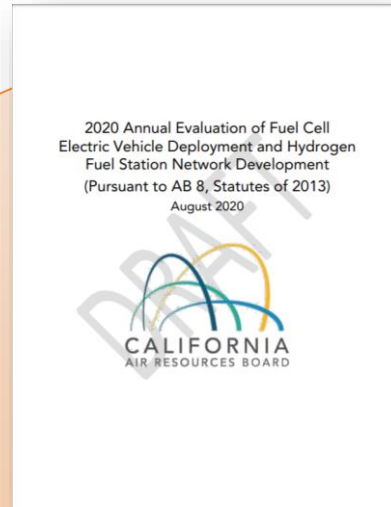 2020 Annual Evaluation of Fuel Cell
Electric Vehicle Deployment and Hydrogen
Fuel Station Network Development
(Pursuant to AB 8, Statutes of 2013)
August 2020
DRAFT
CALIFORNIA
AIR RESOURCES BOARD